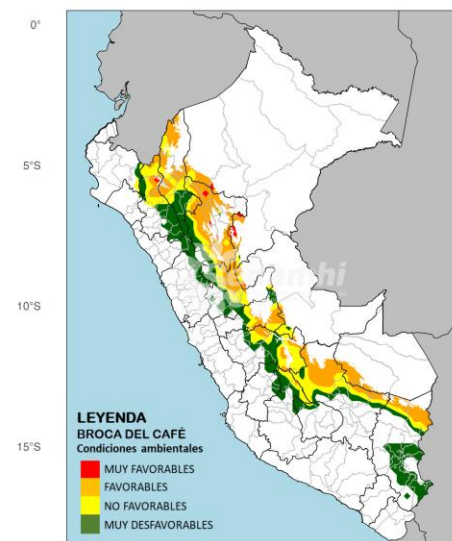 0°
5°S
10°S
15°S
LEYENDA
BROCA DEL CAFÉ
Condiciones ambientales
MUY FAVORABLES
FAVORABLES
NO FAVORABLES
MUY DESFAVORABLES